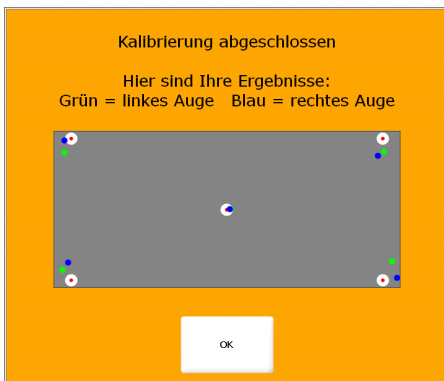 Kalibrierung abgeschlossen
Hier sind Ihre Ergebnisse:
Grün = linkes Auge   Blau = rechtes Auge
OK